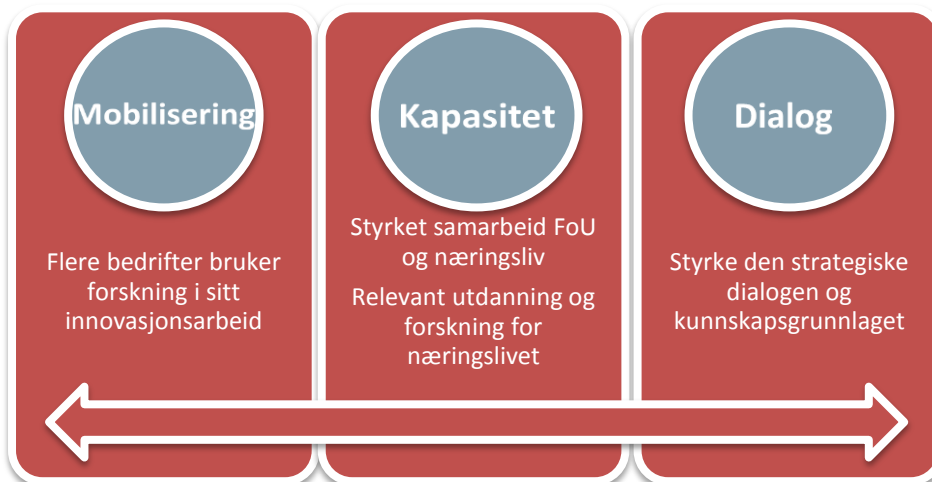 Mobilisering
Flere bedrifter bruker
forskning i sitt
innovasjonsarbeid
Kapasitet
Styrket samarbeid FoU
og næringsliv
Relevant utdanning og
forskning for
næringslivet
Dialog
Styrke den strategiske
dialogen og
kunnskapsgrunnlaget